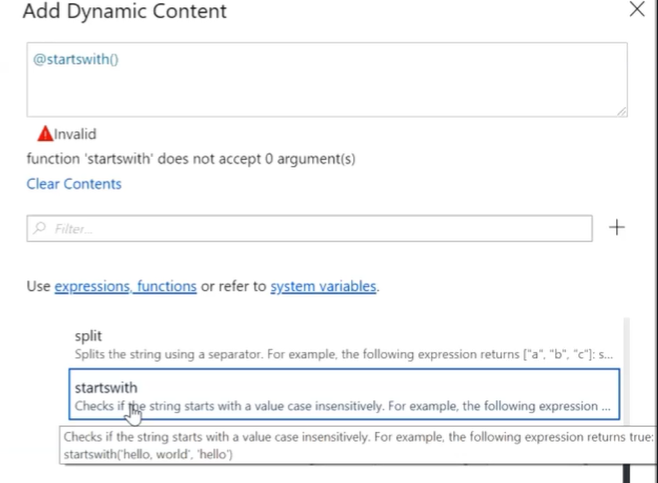 Add Dynamic Content
@startswith()
Invalid
function 'startswith' does not accept 0 argument(s)
Clear Contents
Filter...
Use expressions, functions or refer to system variables.
split
Splits the string using a separator. For example, the following expression returns ["a", "b", "c"]: s...
startswith
Checks if the string starts with a value case insensitively. For example, the following expression ...
Checks if the string starts with a value case insensitively. For example, the following expression returns true:
startswith('hello, world', 'hello')